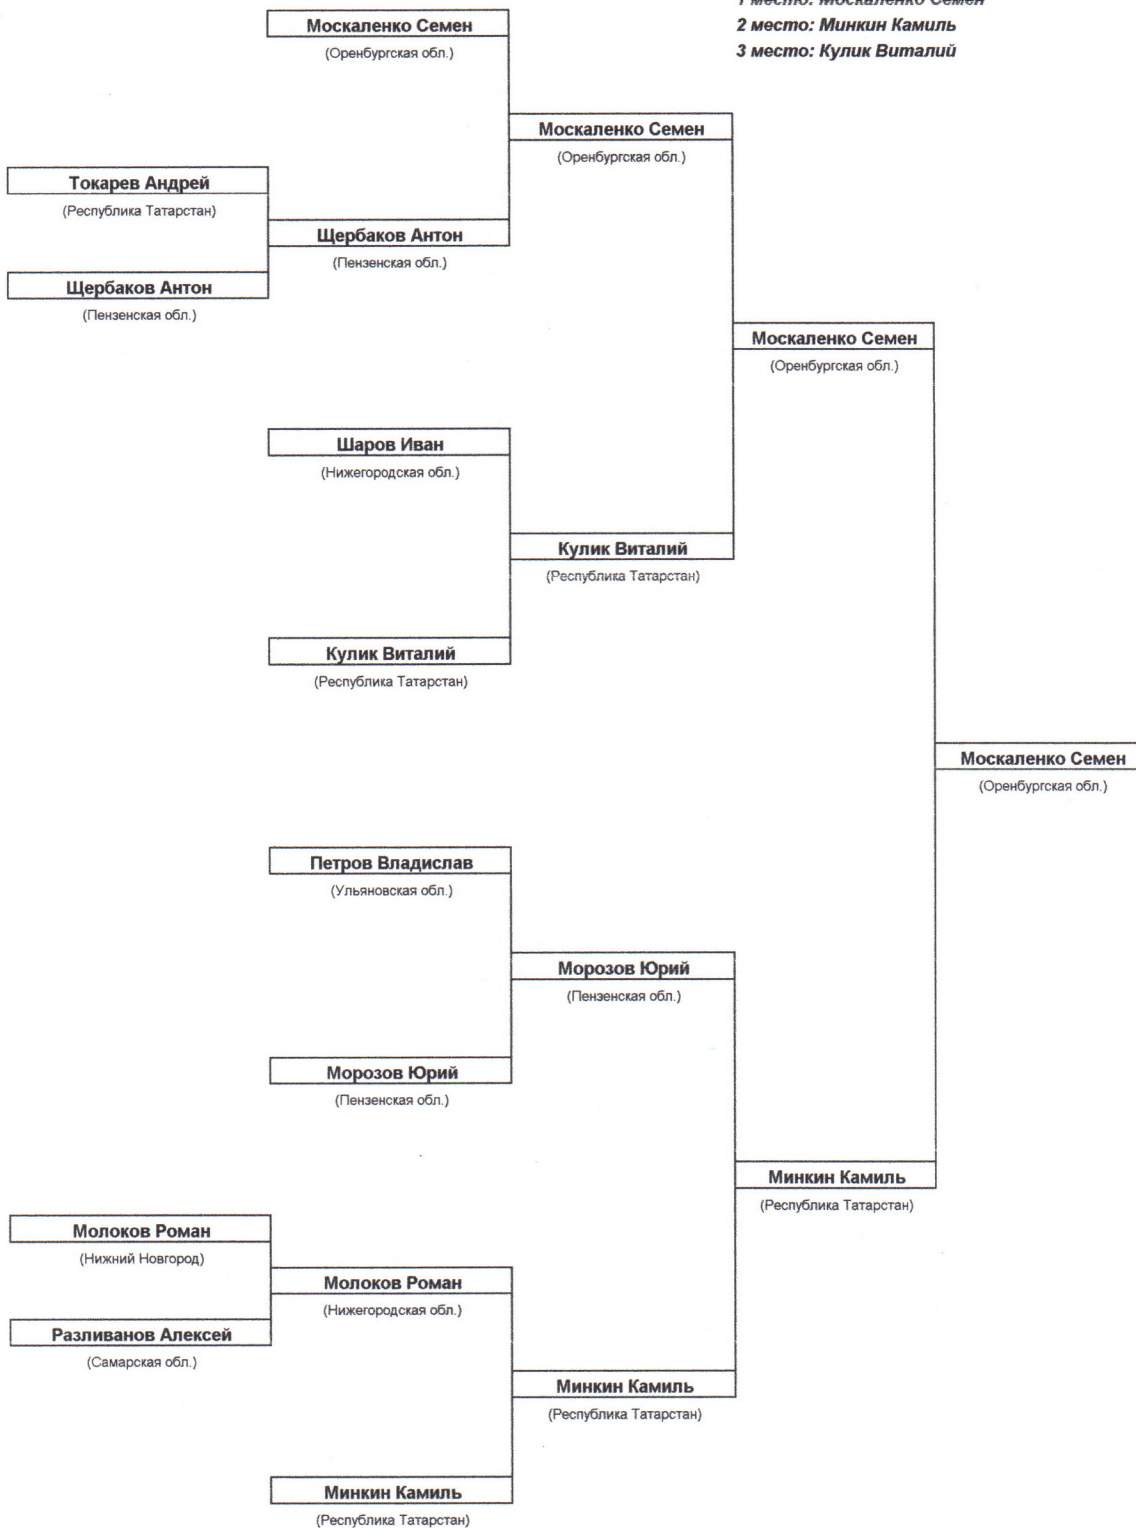 1 место: Москаленко Семен
2 место: Минкин Камиль
3 место: Кулик Виталий
Москаленко Семен
(Оренбургская обл.)
Москаленко Семен
(Оренбургская обл.)
Токарев Андрей
(Республика Татарстан)
Щербаков Антон
(Пензенская обл.)
Щербаков Антон
(Пензенская обл.)
Москаленко Семен
(Оренбургская обл.)
Шаров Иван
(Нижегородская обл.)
Кулик Виталий
(Республика Татарстан)
Кулик Виталий
(Республика Татарстан)
Москаленко Семен
(Оренбургская обл.)
Петров Владислав
(Ульяновская обл.)
Морозов Юрий
(Пензенская обл.)
Морозов Юрий
(Пензенская обл.)
Минкин Камиль
(Республика Татарстан)
Молоков Роман
(Нижний Новгород)
Молоков Роман
(Нижегородская обл.)
Разливанов Алексей
(Самарская обл.)
Минкин Камиль
(Республика Татарстан)
Минкин Камиль
(Республика Татарстан)